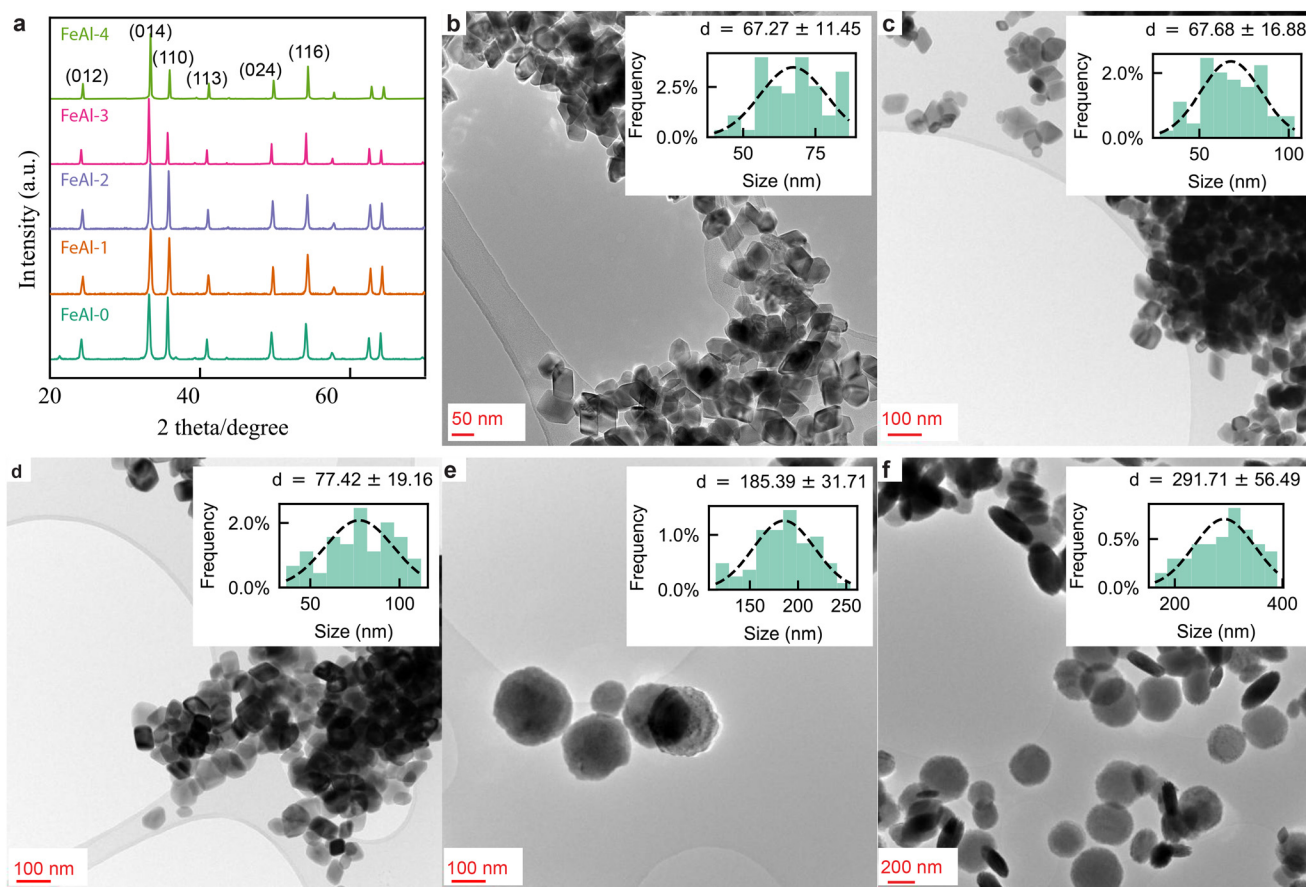 a
FeAl-4
(014)
(012)
(110)
(113)
(024)
(116)
FeAl-3
FeAl-2
FeAl-1
FeAl-0
Intensity (a.u.)
20
40
60
2 theta/degree
b
d = 67.27 ± 11.45
Frequency
2.5%
0.0%
50
75
Size (nm)
50 nm
c
d = 67.68 ± 16.88
Frequency
2.0%
0.0%
50
100
Size (nm)
100 nm
d
d = 77.42 ± 19.16
Frequency
2.0%
0.0%
50
100
Size (nm)
100 nm
e
d = 185.39 ± 31.71
Frequency
1.0%
0.0%
150
200
250
Size (nm)
100 nm
f
d = 291.71 ± 56.49
Frequency
0.5%
0.0%
200
400
Size (nm)
200 nm